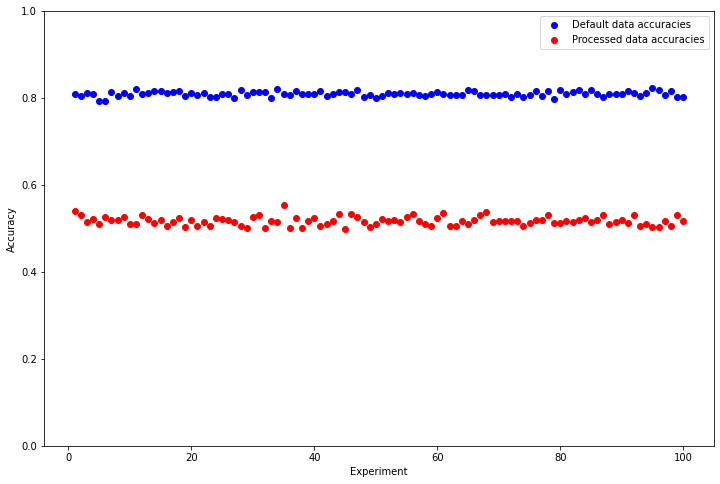 1.0
Default data accuracies
Processed data accuracies
0.8
0.6
Accuracy
0.4
0.2
0.0
0 20 40 60 80 100
Experiment